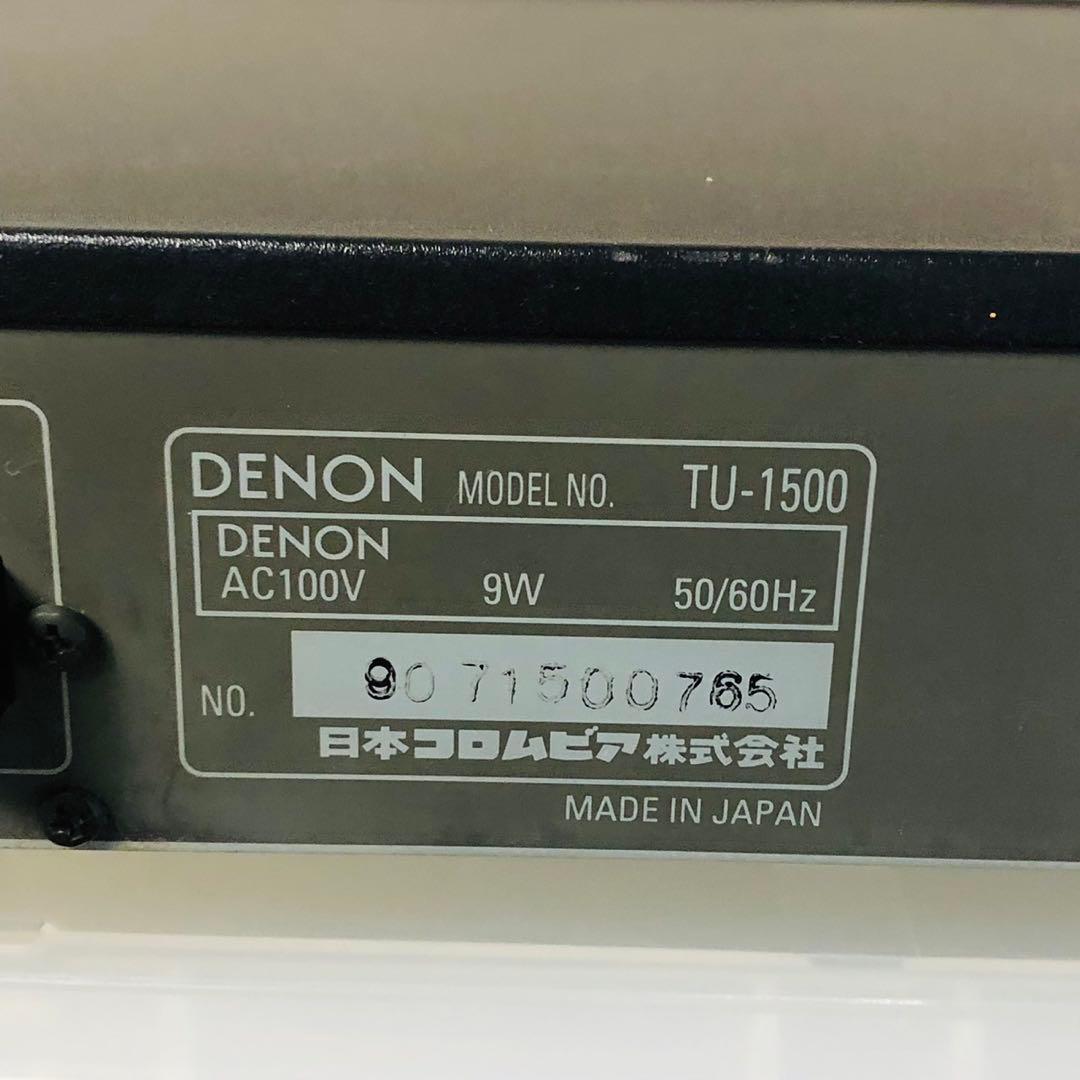 DENON MODEL NO. TU-1500
DENON
AC100V 9W 50/60Hz
NO. 9071500765
日本コロムビア株式会社
MADE IN JAPAN